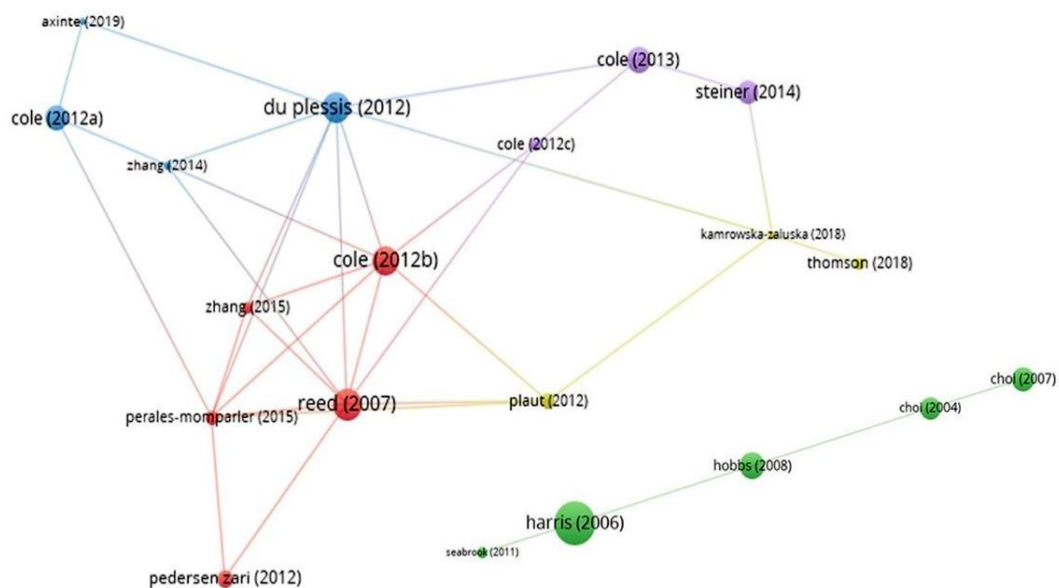 axinte (2019)
cole (2013)
steiner (2014)
du plessis (2012)
cole (2012a)
cole (2012c)
zhang (2014)
kamrowska-zaluska (2018)
cole (2012b)
thomson (2018)
zhang (2015)
choi (2007)
reed (2007)
plaut (2012)
choi (2004)
perales-momparler (2015)
hobbs (2008)
harris (2006)
seabrook (2011)
pedersen zari (2012)